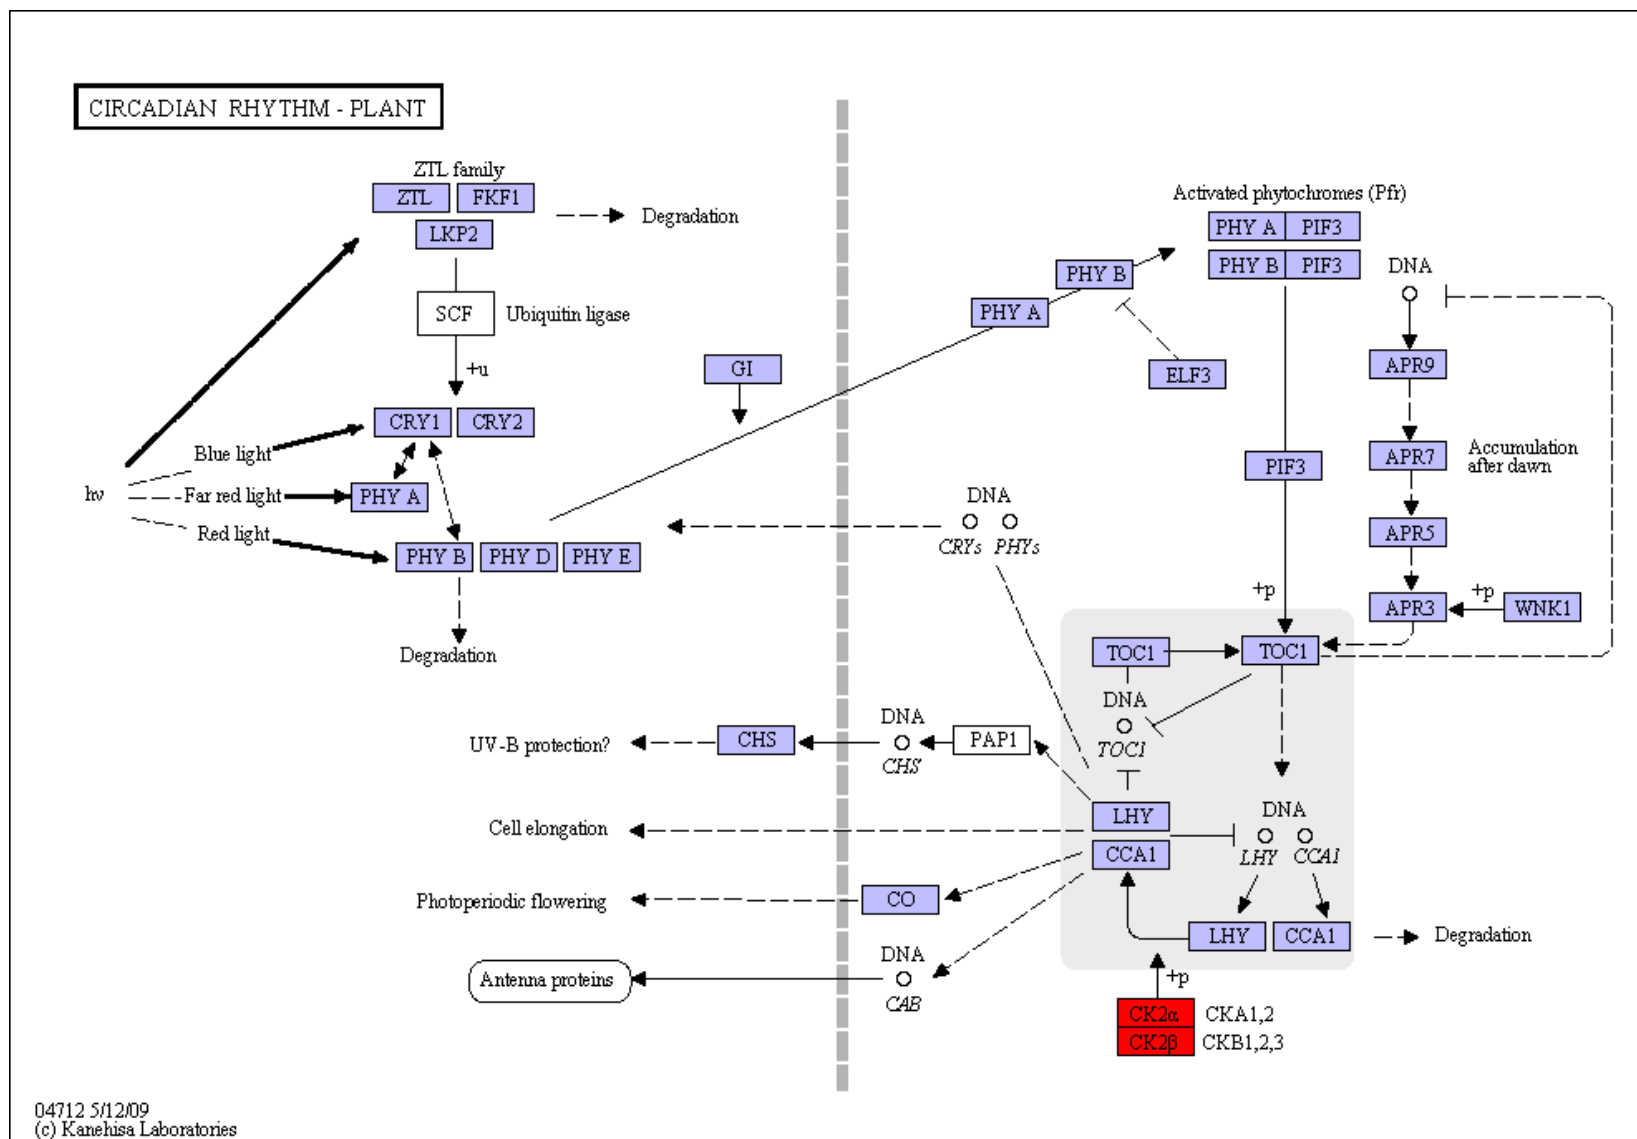 CIRCADIAN RHYTHM - PLANT
ZTL family
ZTL
FKF1
LKP2
Degradation
SCF
Ubiquitin ligase
+u
GI
CRY1
CRY2
hν
Blue light
Far red light
Red light
PHY A
PHY B
PHY D
PHY E
Degradation
Activated phytochromes (Pfr)
PHY A
PIF3
PHY B
PIF3
PHY B
PHY A
ELF3
DNA
APR9
APR7
Accumulation
after dawn
APR5
APR3
+p
WNK1
PIF3
+p
DNA
CRYs
PHYs
TOC1
TOC1
DNA
TOC1
UV-B protection?
CHS
DNA
CHS
PAP1
Cell elongation
LHY
CCA1
DNA
LHY
CCA1
Photoperiodic flowering
CO
LHY
CCA1
Degradation
Antenna proteins
DNA
CAB
+p
CK2α
CKA1,2
CK2β
CKB1,2,3
04712 5/12/09
(c) Kanehisa Laboratories